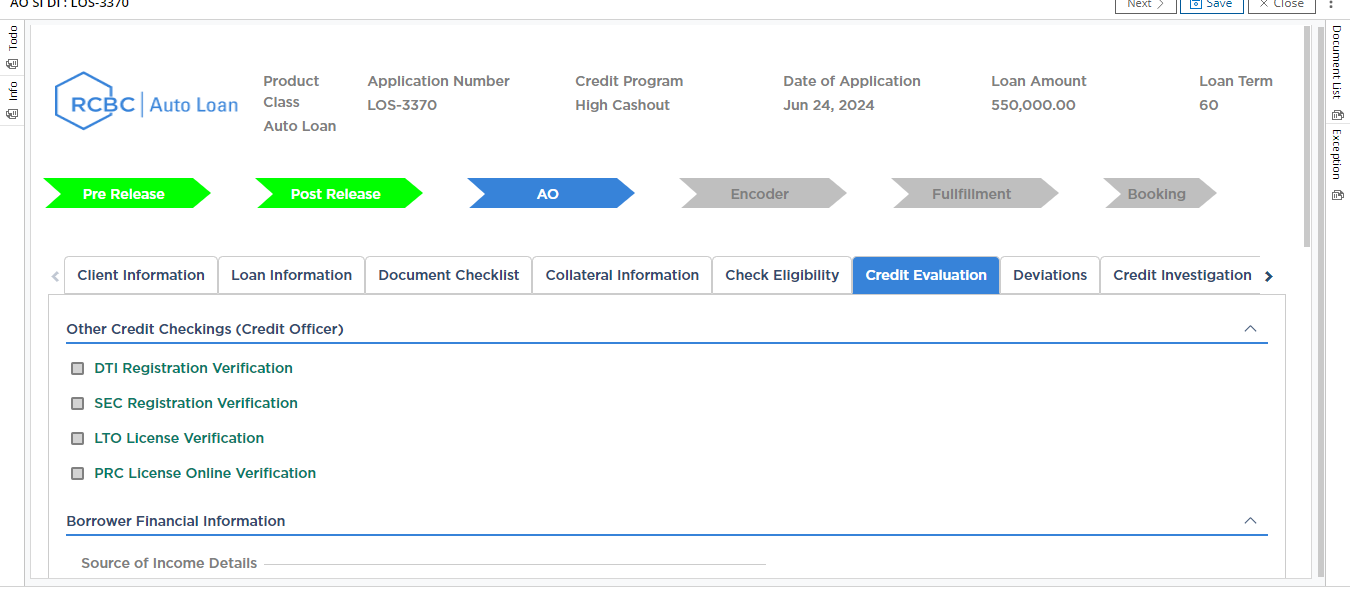 AO SI DI : LOS-3370
Next
Save
Close
Todo
Info
Document List
Exception
RCBC | Auto Loan
Product Class
Auto Loan
Application Number
LOS-3370
Credit Program
High Cashout
Date of Application
Jun 24, 2024
Loan Amount
550,000.00
Loan Term
60
Pre Release
Post Release
AO
Encoder
Fullfillment
Booking
Client Information
Loan Information
Document Checklist
Collateral Information
Check Eligibility
Credit Evaluation
Deviations
Credit Investigation
Other Credit Checkings (Credit Officer)
DTI Registration Verification
SEC Registration Verification
LTO License Verification
PRC License Online Verification
Borrower Financial Information
Source of Income Details